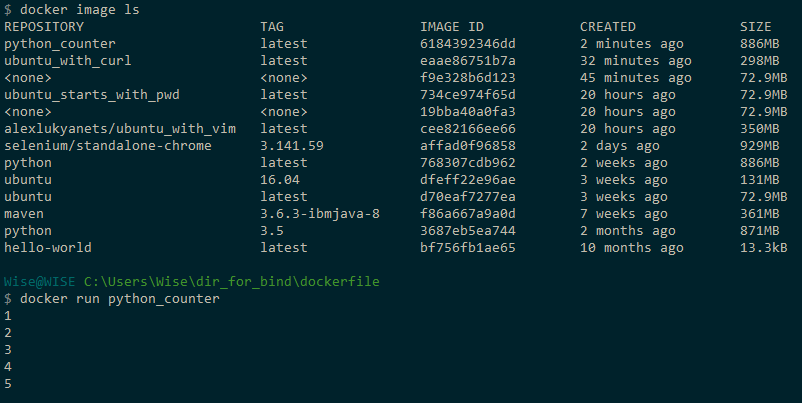 $ docker image ls
REPOSITORY TAG IMAGE ID CREATED SIZE
python_counter latest 6184392346dd 2 minutes ago 886MB
ubuntu_with_curl latest eaae86751b7a 32 minutes ago 298MB
<none> <none> f9e328b6d123 45 minutes ago 72.9MB
ubuntu_starts_with_pwd latest 734ce974f65d 20 hours ago 72.9MB
<none> <none> 19bba40a0fa3 20 hours ago 72.9MB
alexlukyanets/ubuntu_with_vim latest cee82166ee66 20 hours ago 350MB
selenium/standalone-chrome 3.141.59 affad0f96858 2 days ago 929MB
python latest 768307cdb962 2 weeks ago 886MB
ubuntu 16.04 dfeff22e96ae 3 weeks ago 131MB
ubuntu latest d70eaf7277ea 3 weeks ago 72.9MB
maven 3.6.3-ibmjava-8 f86a667a9a0d 7 weeks ago 361MB
python 3.5 3687eb5ea744 2 months ago 871MB
hello-world latest bf756fb1ae65 10 months ago 13.3kB
Wise@WISE C:\Users\Wise\dir_for_bind\dockerfile
$ docker run python_counter
1
2
3
4
5